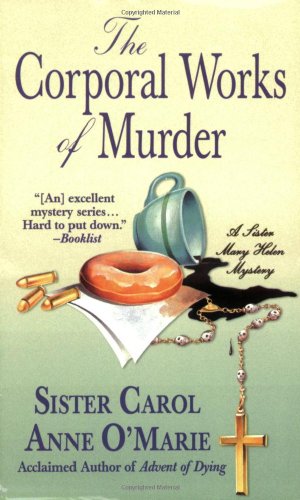 The
Corporal Works
of Murder
“[An] excellent
mystery series…
Hard to put down.”
–Booklist
A Sister
Mary Helen
Mystery
SISTER CAROL
ANNE O’MARIE
Acclaimed Author of Advent of Dying